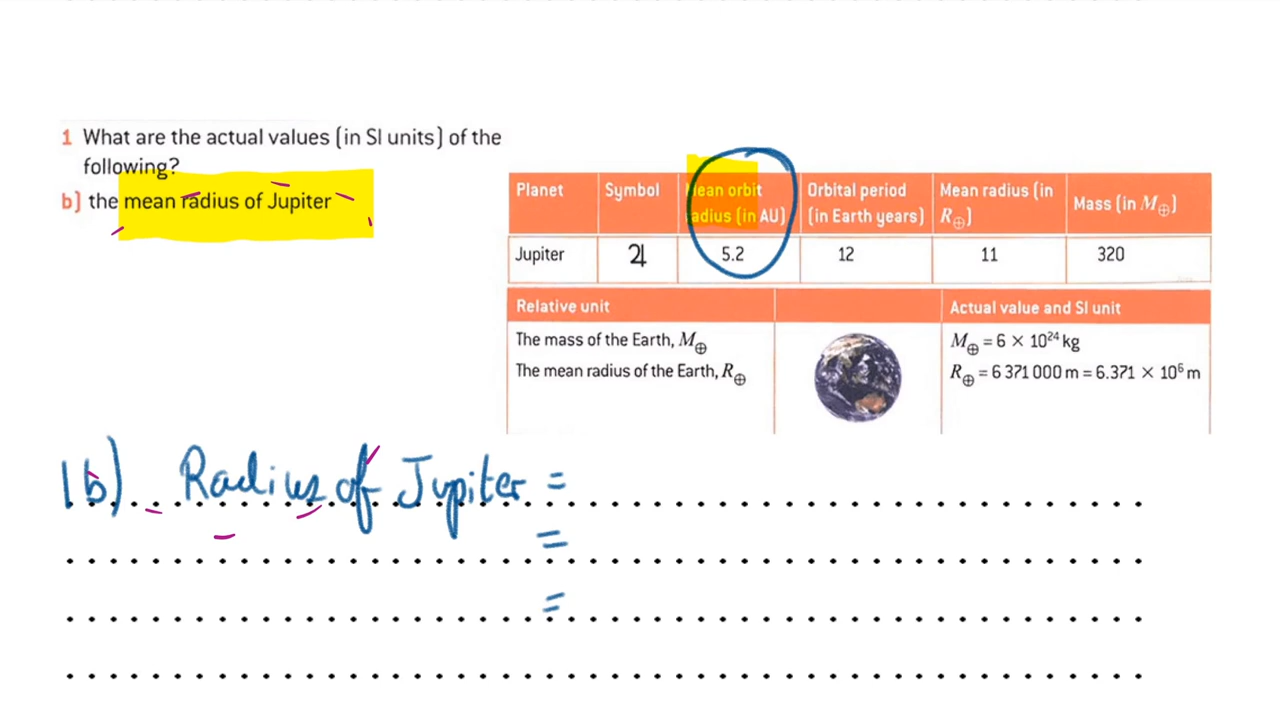 1 What are the actual values (in SI units) of the
following?
b) the mean radius of Jupiter
Planet Symbol Mean orbit radius (in AU) Orbital period (in Earth years) Mean radius (in R⊕) Mass (in M⊕)
Jupiter ♃ 5.2 12 11 320
Relative unit Actual value and SI unit
The mass of the Earth, M⊕ M⊕ = 6 × 10²⁴ kg
The mean radius of the Earth, R⊕ R⊕ = 6 371 000 m = 6.371 × 10⁶ m
1b) Radius of Jupiter =
=
=